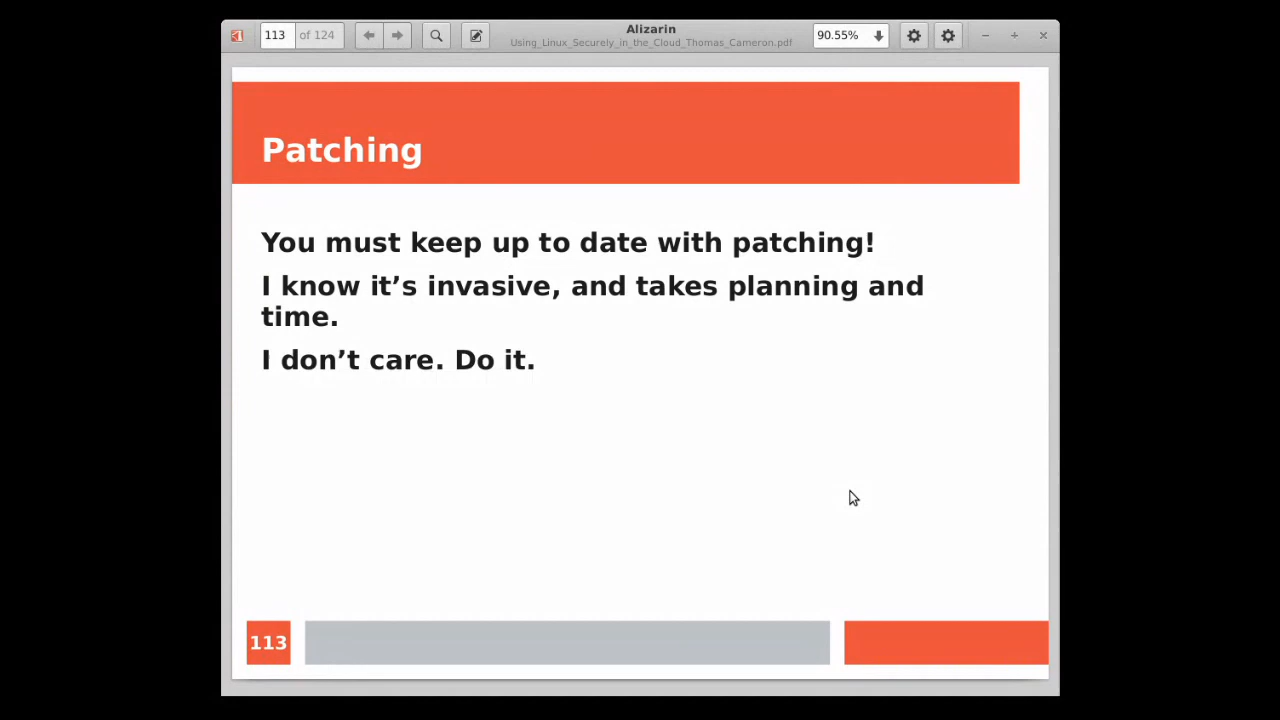 113 of 124
Alizarin
Using_Linux_Securely_in_the_Cloud_Thomas_Cameron.pdf
90.55%
Patching
You must keep up to date with patching!
I know it’s invasive, and takes planning and
time.
I don’t care. Do it.
113